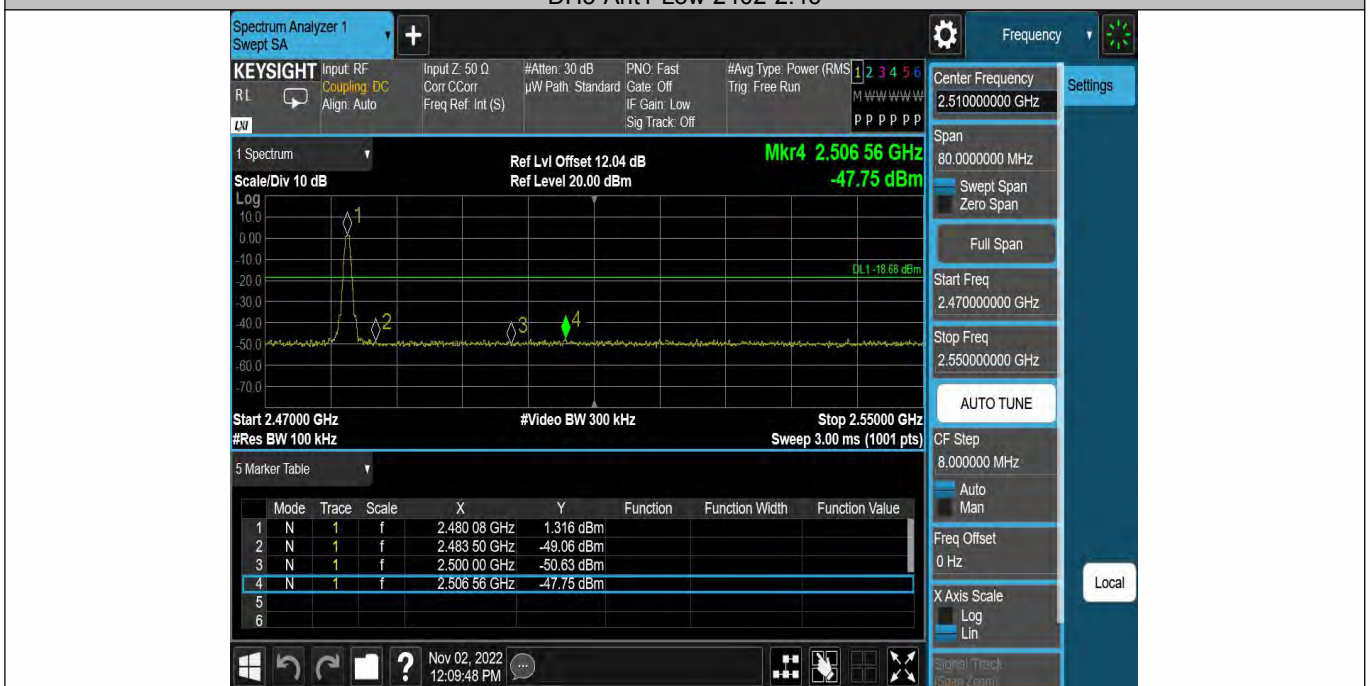 Spectrum Analyzer 1
Swept SA
+
Frequency
KEYSIGHT
RL
LXI
Input: RF
Coupling: DC
Align: Auto
Input Z: 50 Ω
Corr CCorr
Freq Ref: Int (S)
#Atten: 30 dB
µW Path: Standard
PNO: Fast
Gate: Off
IF Gain: Low
Sig Track: Off
#Avg Type: Power (RMS
Trig: Free Run
1 2 3 4 5 6
M W W W W W
P P P P P P
1 Spectrum
Scale/Div 10 dB
Ref Lvl Offset 12.04 dB
Ref Level 20.00 dBm
Mkr4 2.506 56 GHz
-47.75 dBm
Log
10.0
0.00
-10.0
-20.0
-30.0
-40.0
-50.0
-60.0
-70.0
1
2
3
4
DL1 -18.68 dBm
Start 2.47000 GHz
#Res BW 100 kHz
#Video BW 300 kHz
Stop 2.55000 GHz
Sweep 3.00 ms (1001 pts)
5 Marker Table
Mode Trace Scale X Y Function Function Width Function Value
1 N 1 f 2.480 08 GHz 1.316 dBm
2 N 1 f 2.483 50 GHz -49.06 dBm
3 N 1 f 2.500 00 GHz -50.63 dBm
4 N 1 f 2.506 56 GHz -47.75 dBm
5
6
?
Nov 02, 2022
12:09:48 PM
Center Frequency
2.510000000 GHz
Settings
Span
80.0000000 MHz
Swept Span
Zero Span
Full Span
Start Freq
2.470000000 GHz
Stop Freq
2.550000000 GHz
AUTO TUNE
CF Step
8.000000 MHz
Auto
Man
Freq Offset
0 Hz
X Axis Scale
Log
Lin
Local
Signal Track
(Span Zoom)